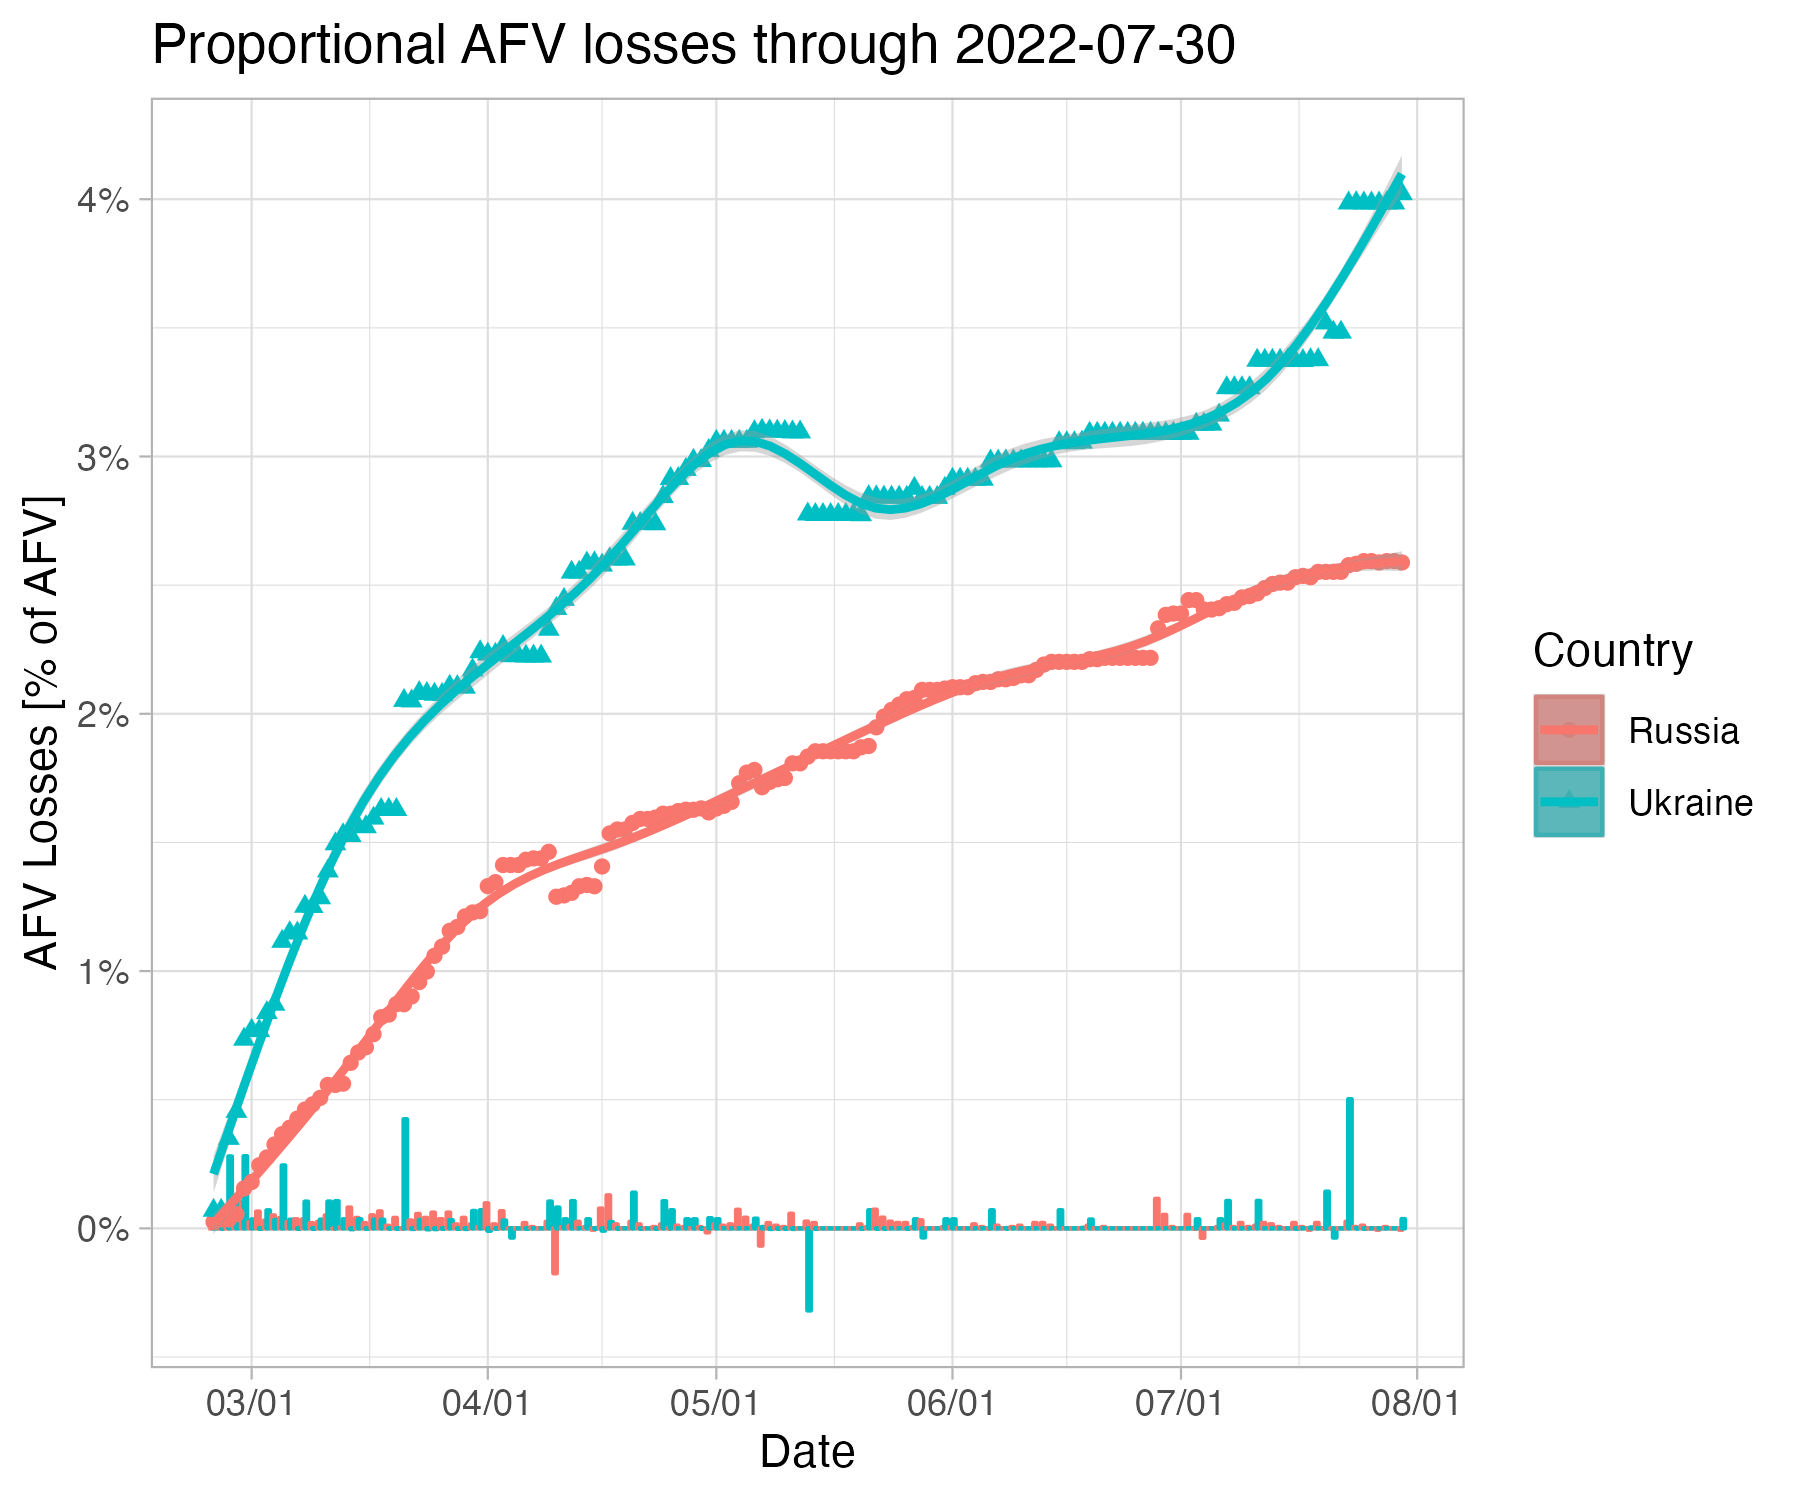 Proportional AFV losses through 2022-07-30
AFV Losses [% of AFV]
4%
3%
2%
1%
0%
03/01 04/01 05/01 06/01 07/01 08/01
Date
Country
Russia
Ukraine